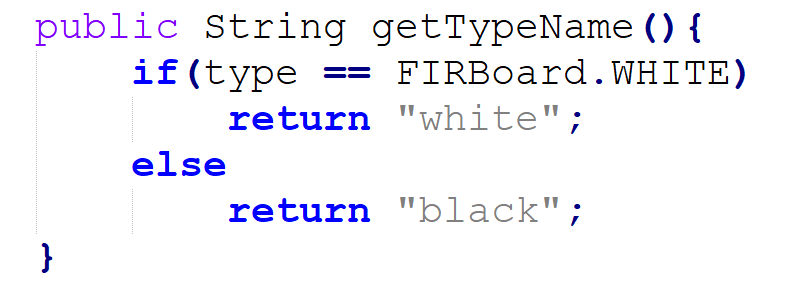 public String getTypeName(){
    if(type == FIRBoard.WHITE)
        return "white";
    else
        return "black";
}